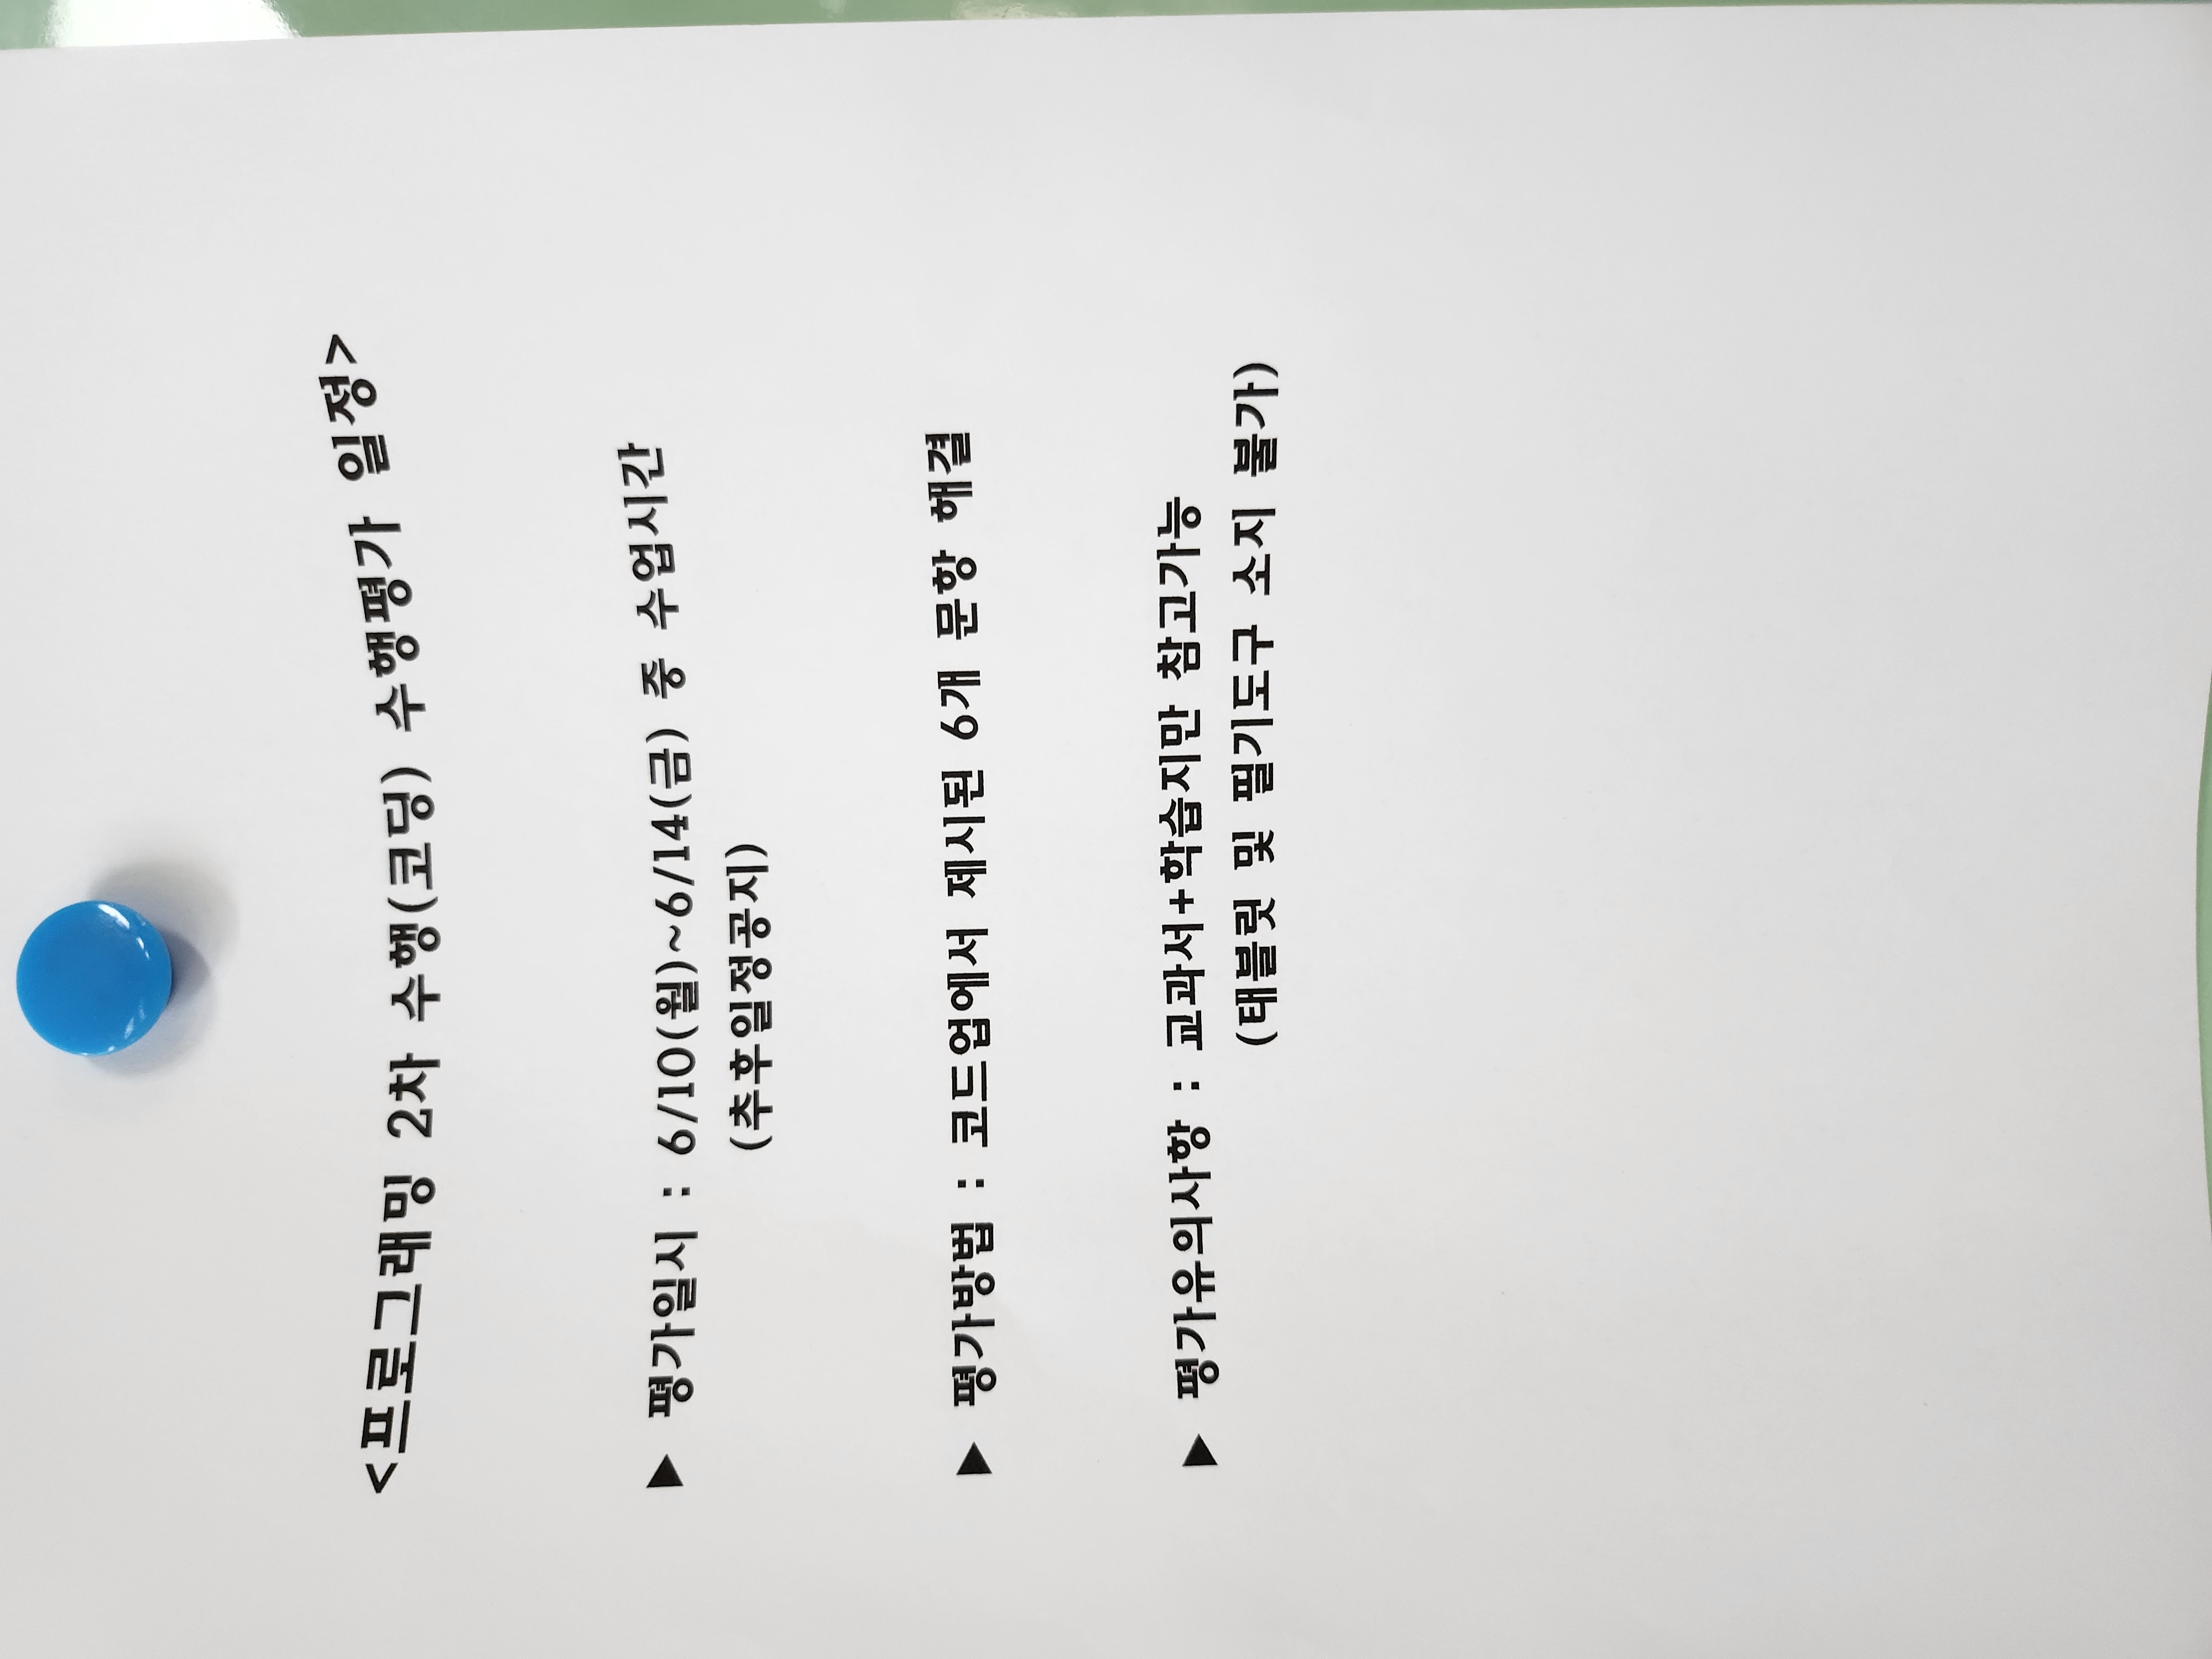 <프로그래밍 2차 수행(코딩) 수행평가 일정>
▶ 평가일시 : 6/10(월)~6/14(금) 중 수업시간
(추후일정공지)
▶ 평가방법 : 코드업에서 제시된 6개 문항 해결
▶ 평가유의사항 : 교과서+학습지만 참고가능
(태블릿 및 필기도구 소지 불가)